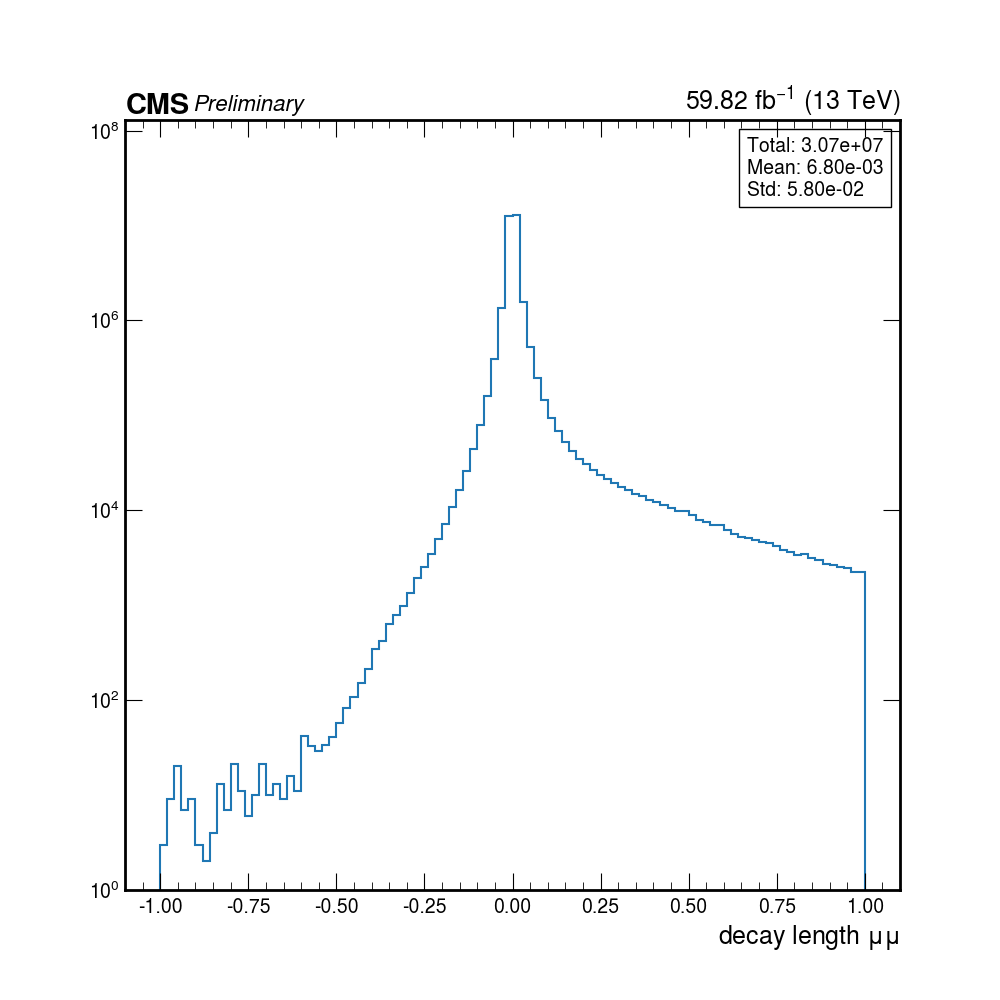 CMS Preliminary
59.82 fb⁻¹ (13 TeV)
Total: 3.07e+07
Mean: 6.80e-03
Std: 5.80e-02
10⁸
10⁶
10⁴
10²
10⁰
-1.00 -0.75 -0.50 -0.25 0.00 0.25 0.50 0.75 1.00
decay length μμ